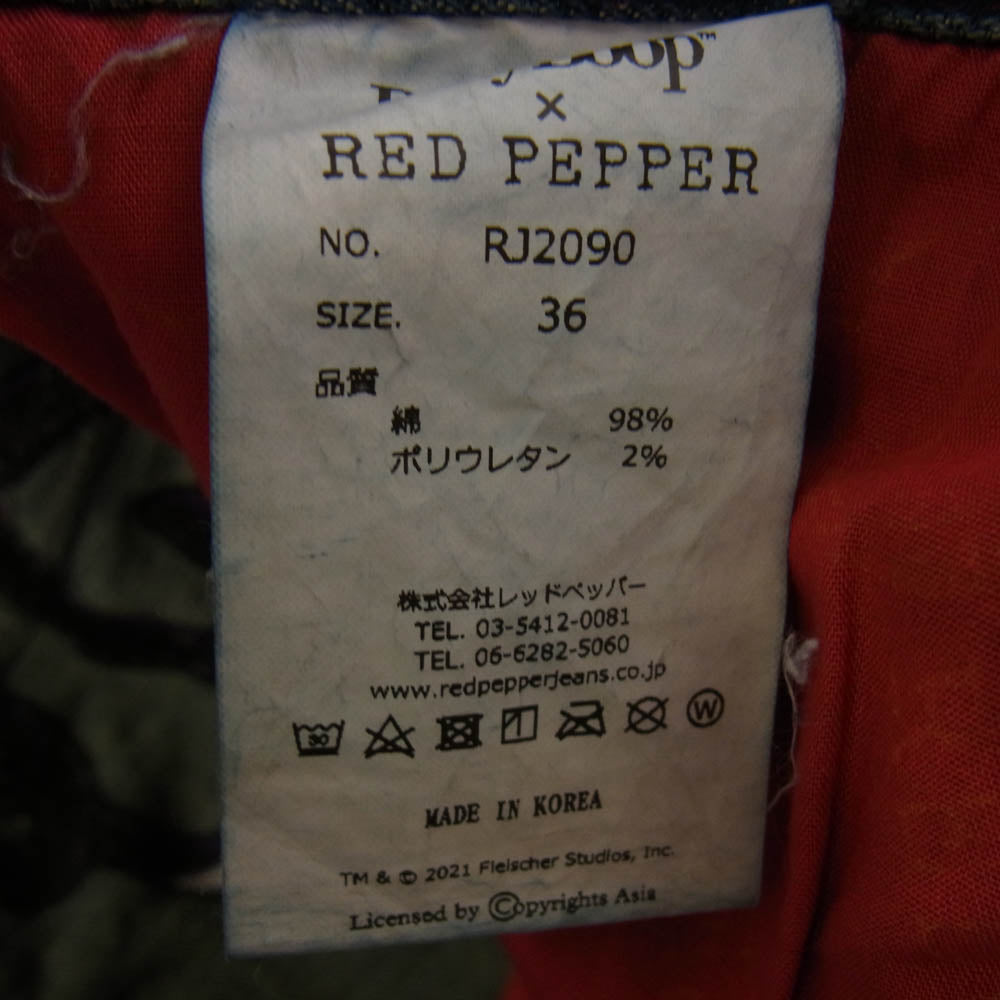 Boop™
×
RED PEPPER
NO. RJ2090
SIZE. 36
品質
綿 98%
ポリウレタン 2%
株式会社レッドペッパー
TEL. 03-5412-0081
TEL. 06-6282-5060
www.redpepperjeans.co.jp
30
W
MADE IN KOREA
TM & © 2021 Fleischer Studios, Inc.
Licensed by ©opyrights Asia